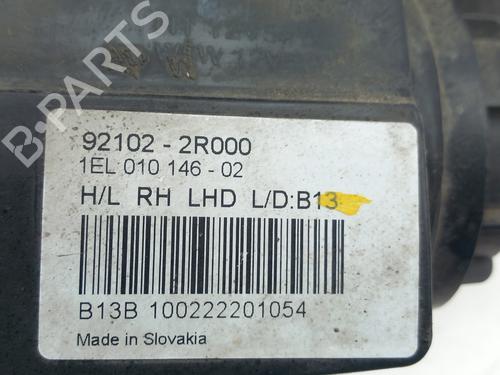 B-PARTS
92102 - 2R000
1EL 010 146 - 02
H/L RH LHD L/D:B13
B13B 100222201054
Made in Slovakia